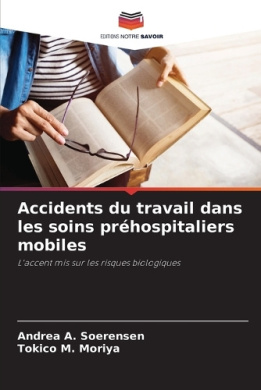 EDITIONS NOTRE SAVOIR
Accidents du travail dans
les soins préhospitaliers
mobiles
L'accent mis sur les risques biologiques
Andrea A. Soerensen
Tokico M. Moriya